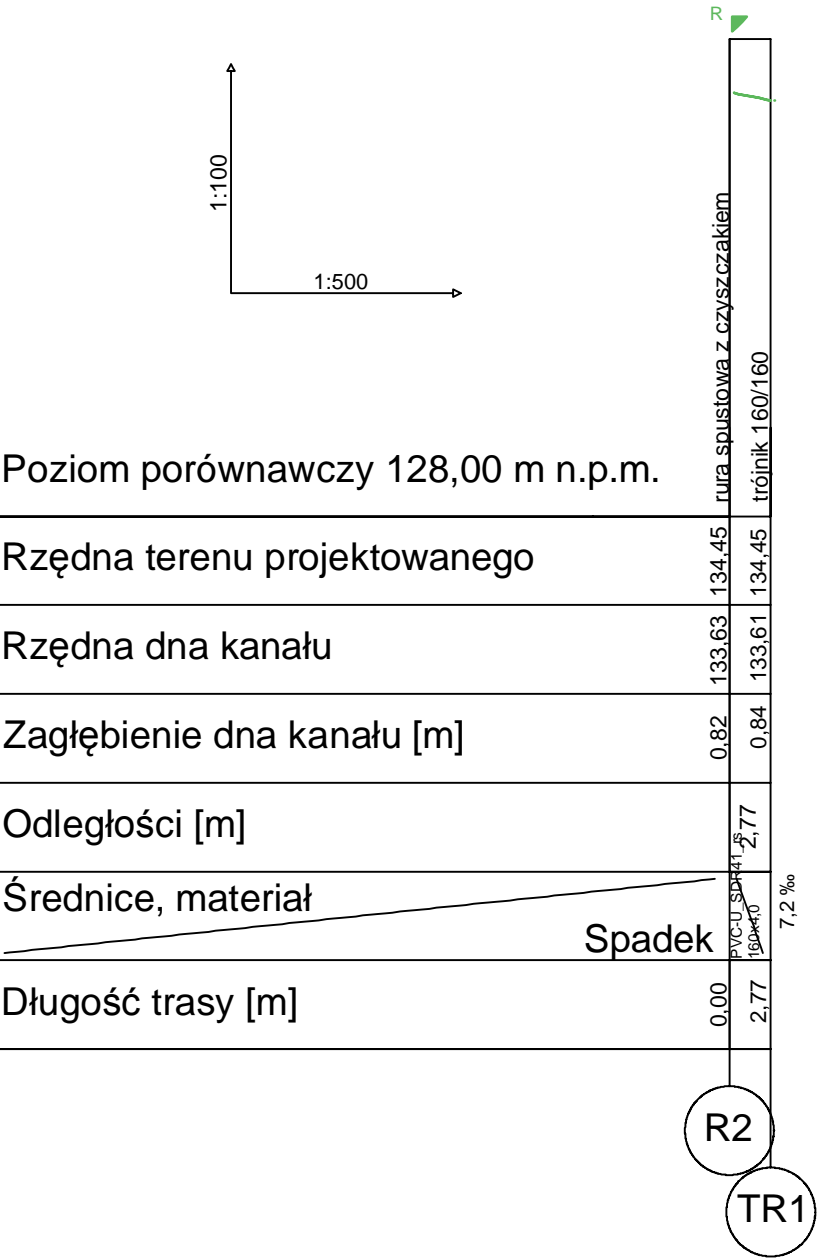 R
1:100
1:500
rura spustowa z czyszczakiem
trójnik 160/160
Poziom porównawczy 128,00 m n.p.m.
Rzędna terenu projektowanego
134,45
134,45
Rzędna dna kanału
133,63
133,61
Zagłębienie dna kanału [m]
0,82
0,84
Odległości [m]
2,77
Średnice, materiał
Spadek
PVC-U_SDR41_rs
160x4,0
7,2 ‰
Długość trasy [m]
0,00
2,77
R2
TR1